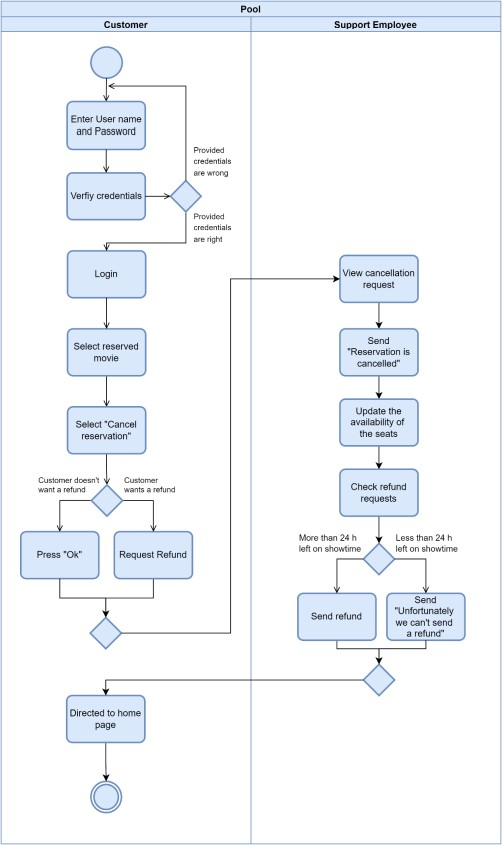 Pool
Customer
Support Employee
Enter User name
and Password
Provided
credentials
are wrong
Verfiy credentials
Provided
credentials
are right
Login
View cancellation
request
Select reserved
movie
Send
"Reservation is
cancelled"
Select "Cancel
reservation"
Update the
availability of
the seats
Customer doesn't
want a refund
Customer
wants a refund
Check refund
requests
Press "Ok"
Request Refund
More than 24 h
left on showtime
Less than 24 h
left on showtime
Send refund
Send
"Unfortunately
we can't send
a refund"
Directed to home
page